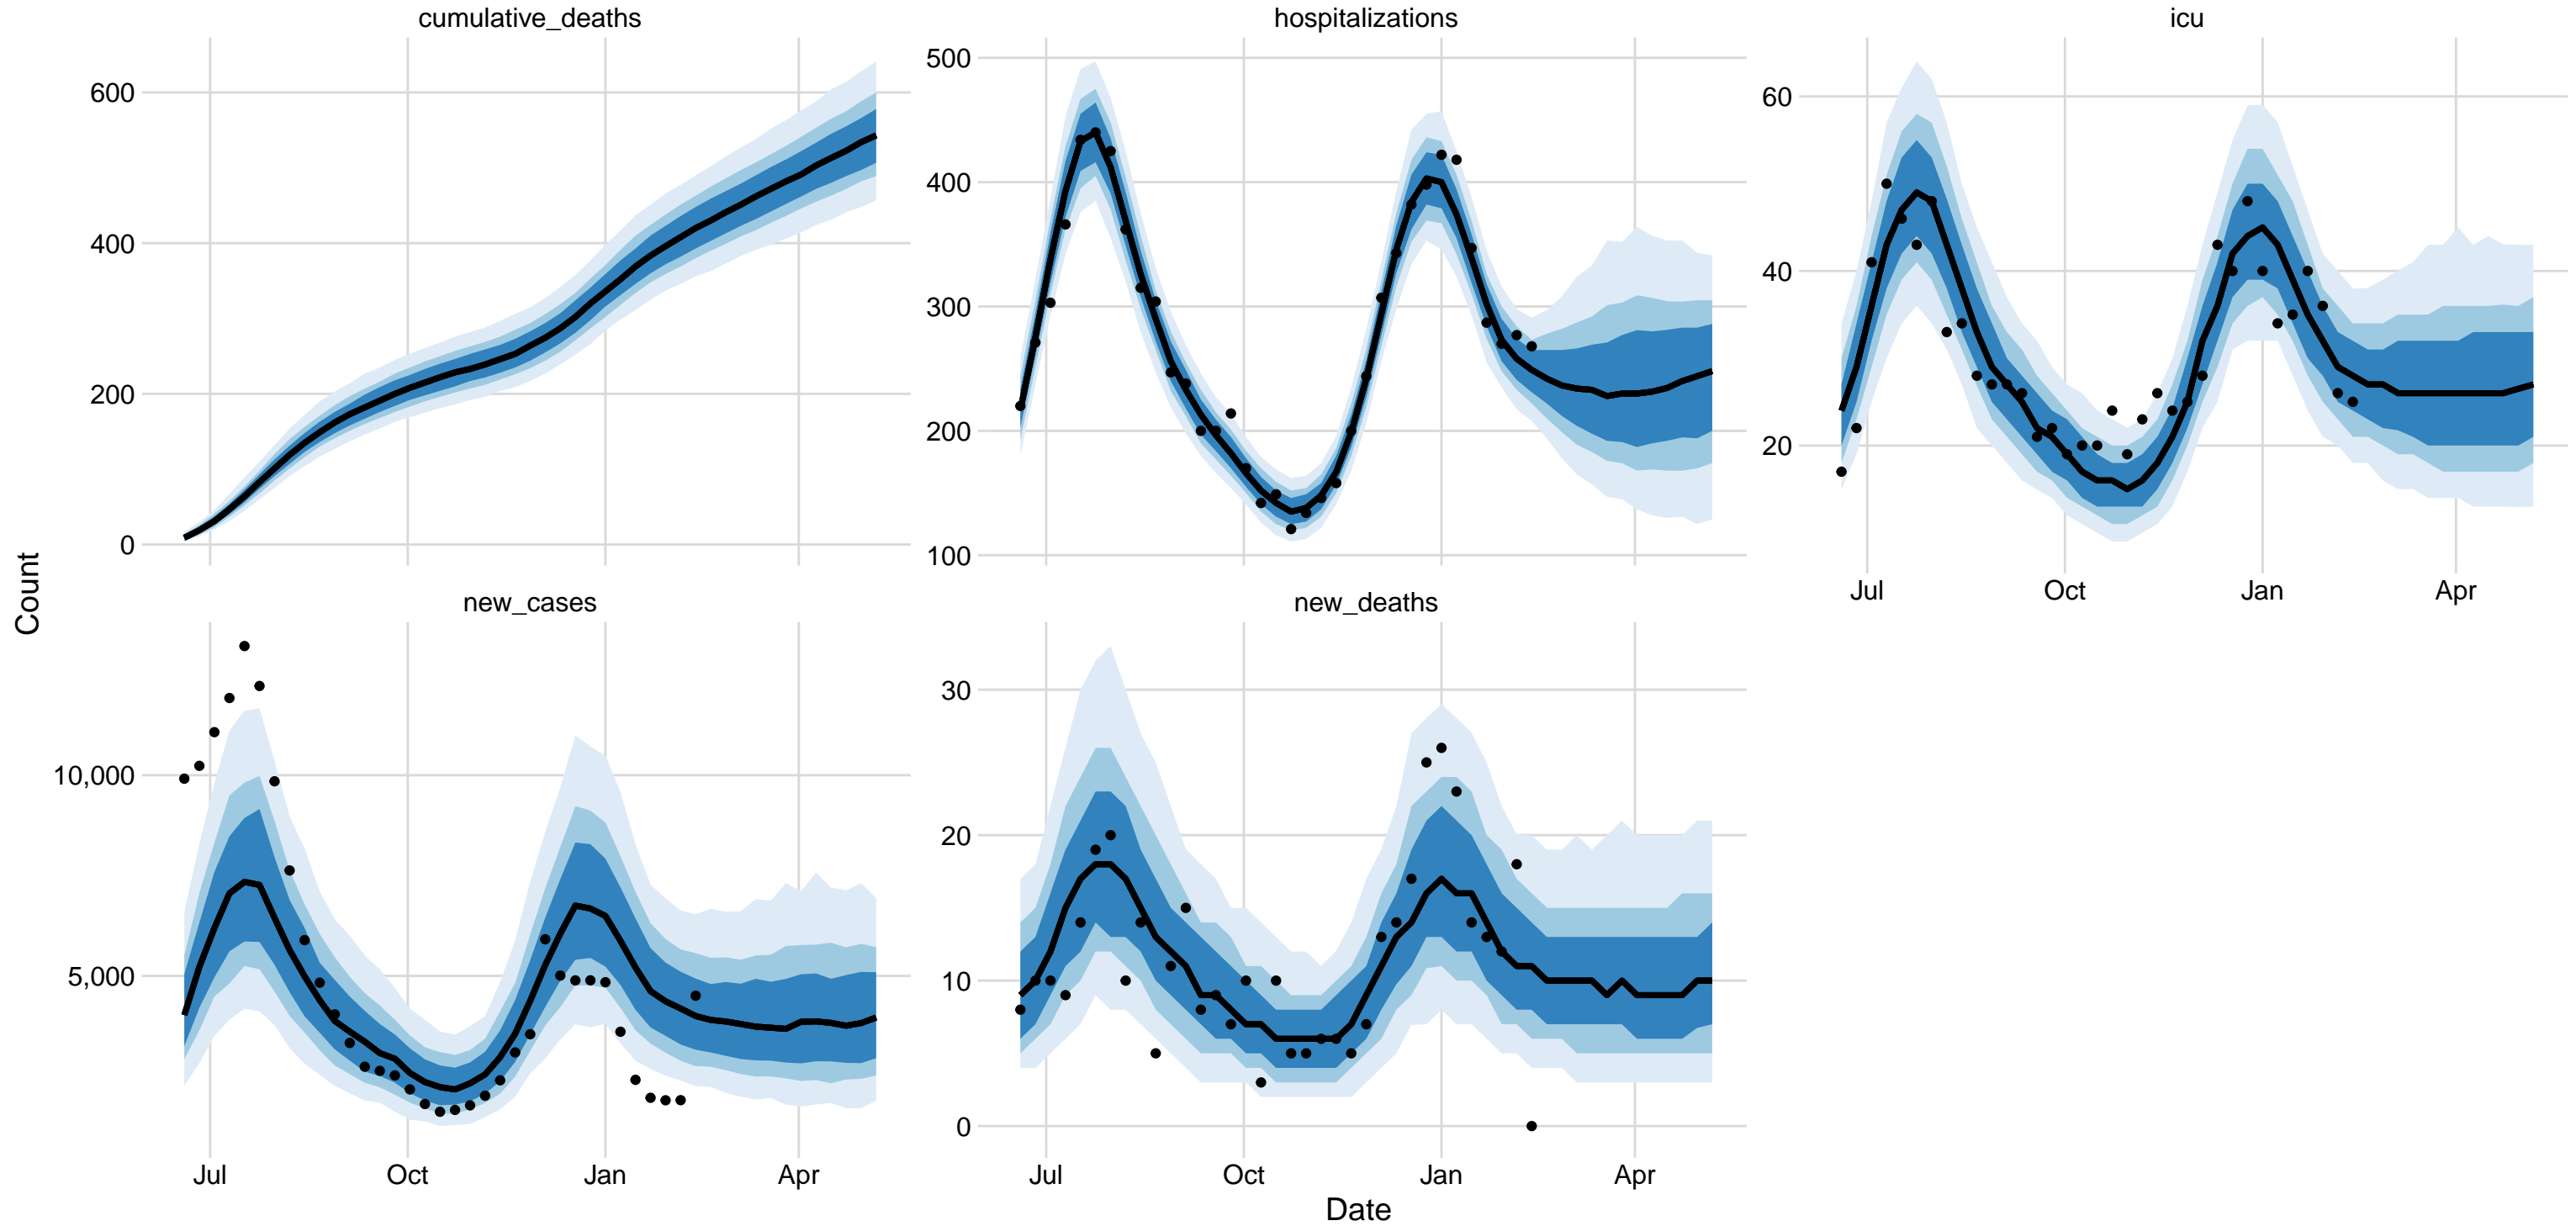 cumulative_deaths
hospitalizations
icu
600
400
200
0
500
400
300
200
100
60
40
20
Jul Oct Jan Apr
Count
new_cases
new_deaths
10,000
5,000
30
20
10
0
Jul Oct Jan Apr
Jul Oct Jan Apr
Date